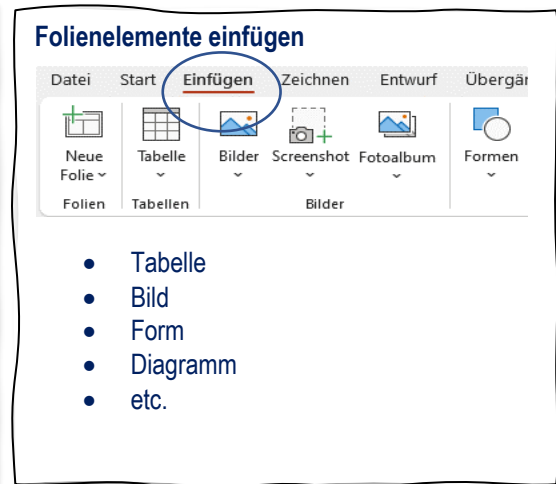 Folienelemente einfügen
Datei Start Einfügen Zeichnen Entwurf Übergär
Neue Folie Tabelle Bilder Screenshot Fotoalbum Formen
Folien Tabellen Bilder
• Tabelle
• Bild
• Form
• Diagramm
• etc.